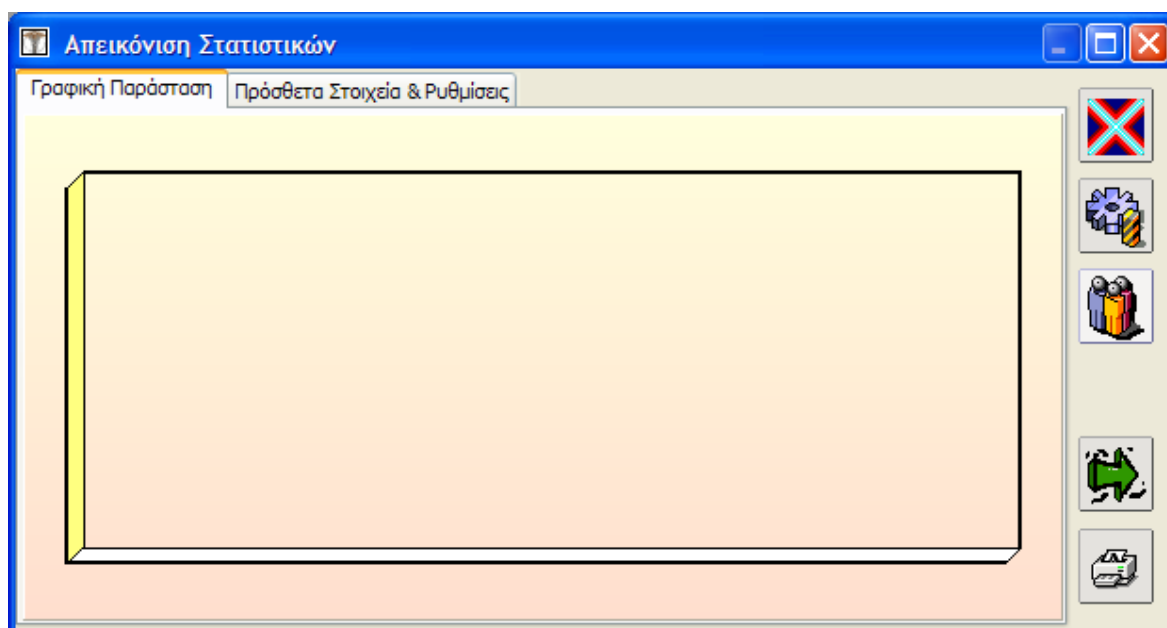 Απεικόνιση Στατιστικών
Γραφική Παράσταση
Πρόσθετα Στοιχεία & Ρυθμίσεις